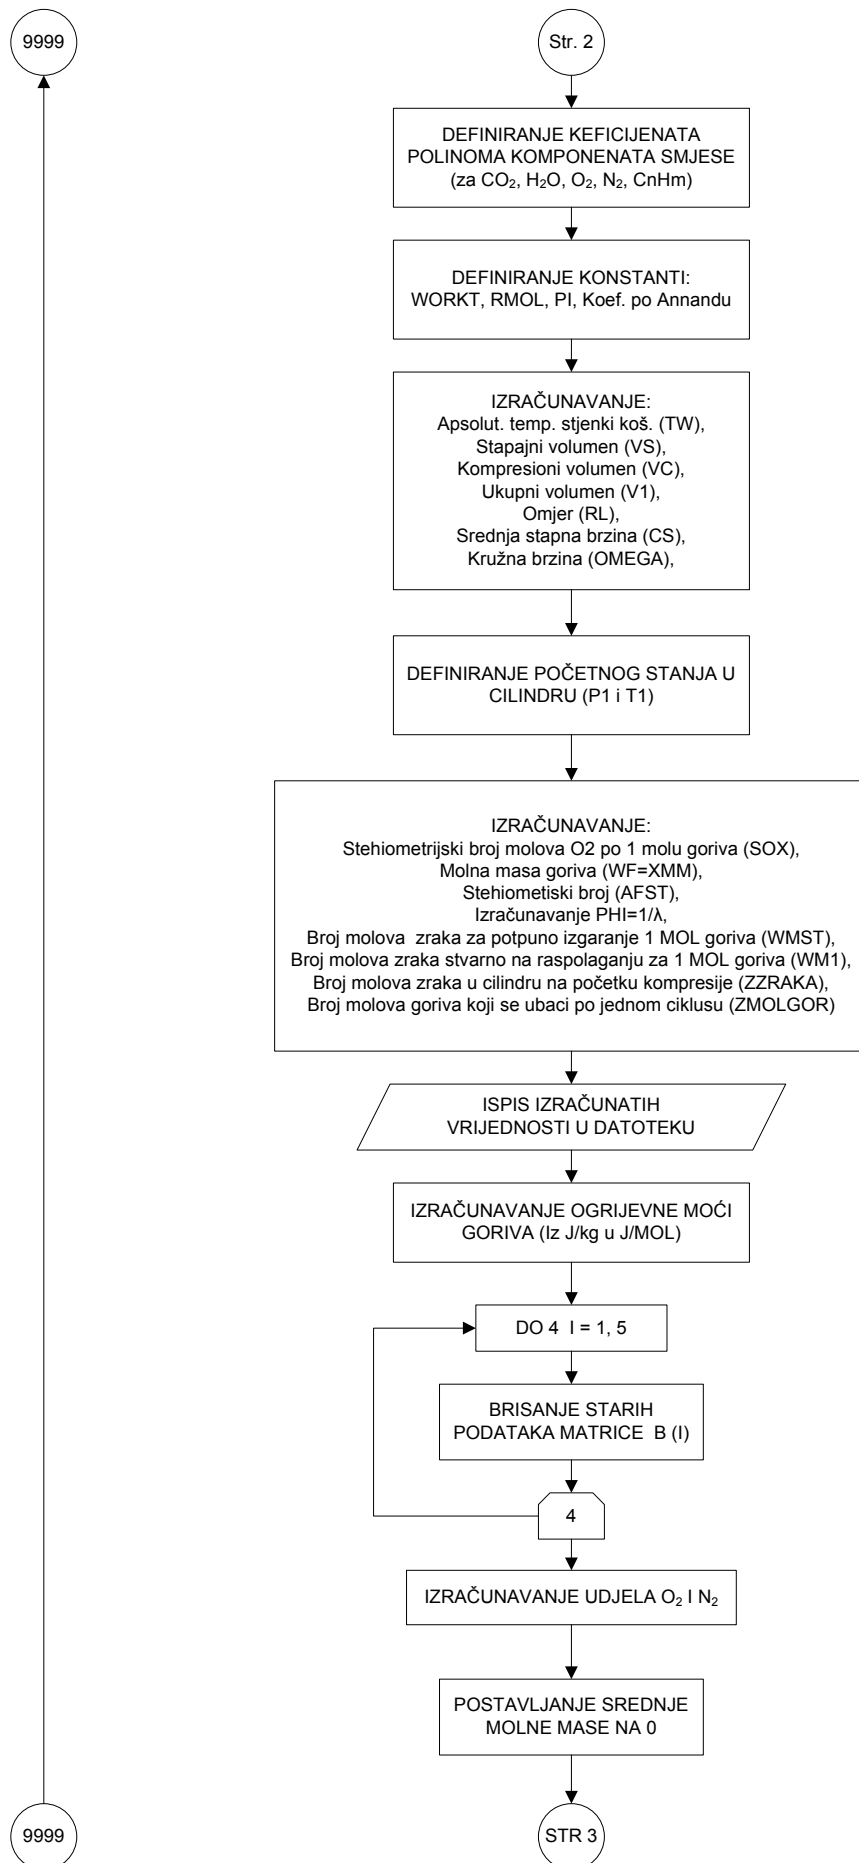 9999
Str. 2
DEFINIRANJE KEFICIJENATA
POLINOMA KOMPONENATA SMJESE
(za CO₂, H₂O, O₂, N₂, CnHm)
DEFINIRANJE KONSTANTI:
WORKT, RMOL, PI, Koef. po Annandu
IZRAČUNAVANJE:
Apsolut. temp. stjenki koš. (TW),
Stapajni volumen (VS),
Kompresioni volumen (VC),
Ukupni volumen (V1),
Omjer (RL),
Srednja stapna brzina (CS),
Kružna brzina (OMEGA),
DEFINIRANJE POČETNOG STANJA U
CILINDRU (P1 i T1)
IZRAČUNAVANJE:
Stehiometrijski broj molova O2 po 1 molu goriva (SOX),
Molna masa goriva (WF=XMM),
Stehiometiski broj (AFST),
Izračunavanje PHI=1/λ,
Broj molova  zraka za potpuno izgaranje 1 MOL goriva (WMST),
Broj molova zraka stvarno na raspolaganju za 1 MOL goriva (WM1),
Broj molova zraka u cilindru na početku kompresije (ZZRAKA),
Broj molova goriva koji se ubaci po jednom ciklusu (ZMOLGOR)
ISPIS IZRAČUNATIH
VRIJEDNOSTI U DATOTEKU
IZRAČUNAVANJE OGRIJEVNE MOĆI
GORIVA (Iz J/kg u J/MOL)
DO 4  I = 1, 5
BRISANJE STARIH
PODATAKA MATRICE  B (I)
4
IZRAČUNAVANJE UDJELA O₂ I N₂
POSTAVLJANJE SREDNJE
MOLNE MASE NA 0
9999
STR 3